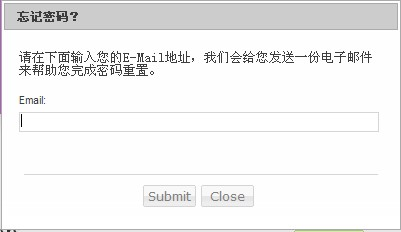 忘记密码？
请在下面输入您的E-Mail地址，我们会给您发送一份电子邮件
来帮助您完成密码重置。
Email:
Submit
Close